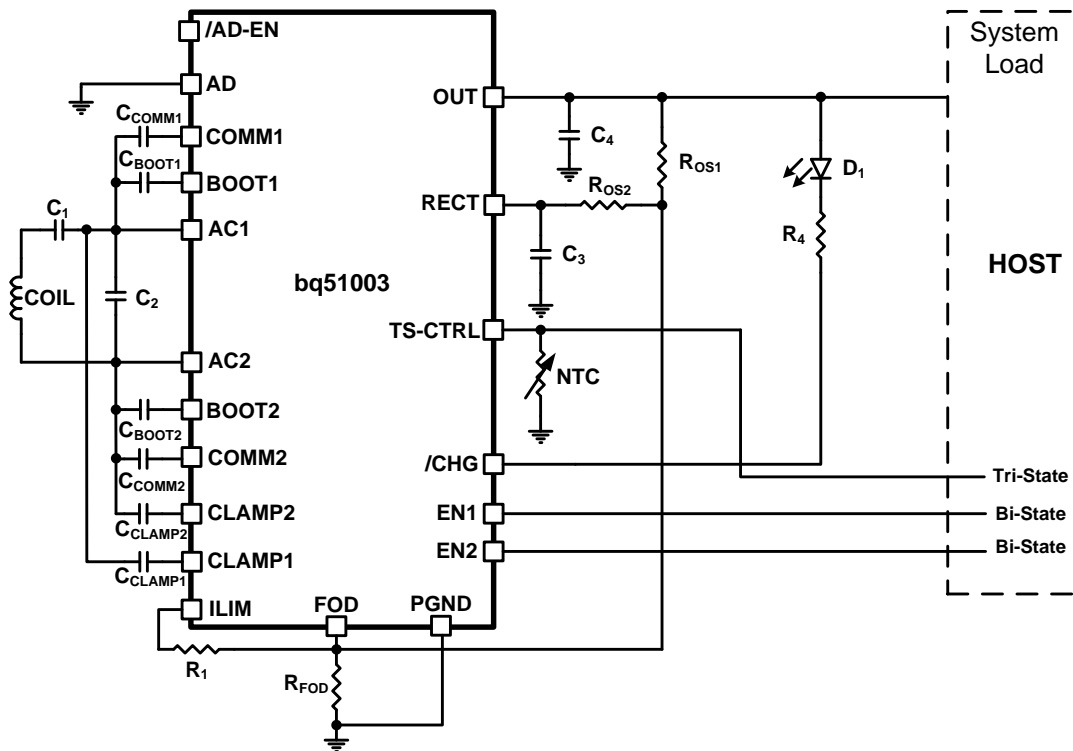 /AD-EN
System
Load
AD
OUT
C_COMM1
COMM1
C4
C_BOOT1
BOOT1
R_OS1
D1
R_OS2
RECT
C1
AC1
R4
C3
HOST
bq51003
COIL
C2
TS-CTRL
AC2
NTC
BOOT2
C_BOOT2
COMM2
/CHG
C_COMM2
Tri-State
CLAMP2
EN1
Bi-State
C_CLAMP2
EN2
Bi-State
CLAMP1
C_CLAMP1
ILIM
FOD
PGND
R1
R_FOD